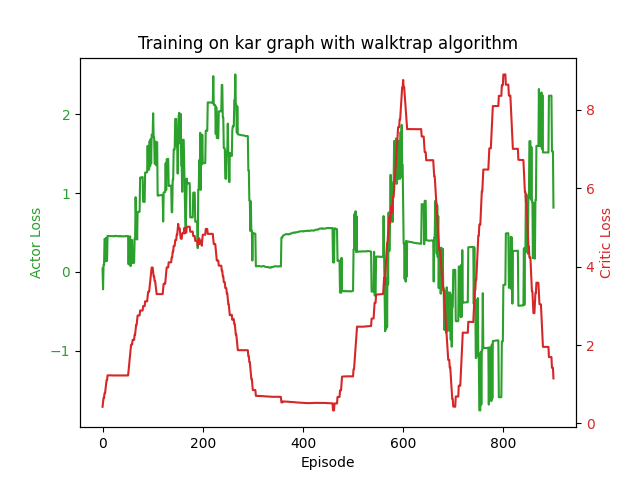 Training on kar graph with walktrap algorithm
Actor Loss
2
1
0
−1
Critic Loss
8
6
4
2
0
0 200 400 600 800
Episode